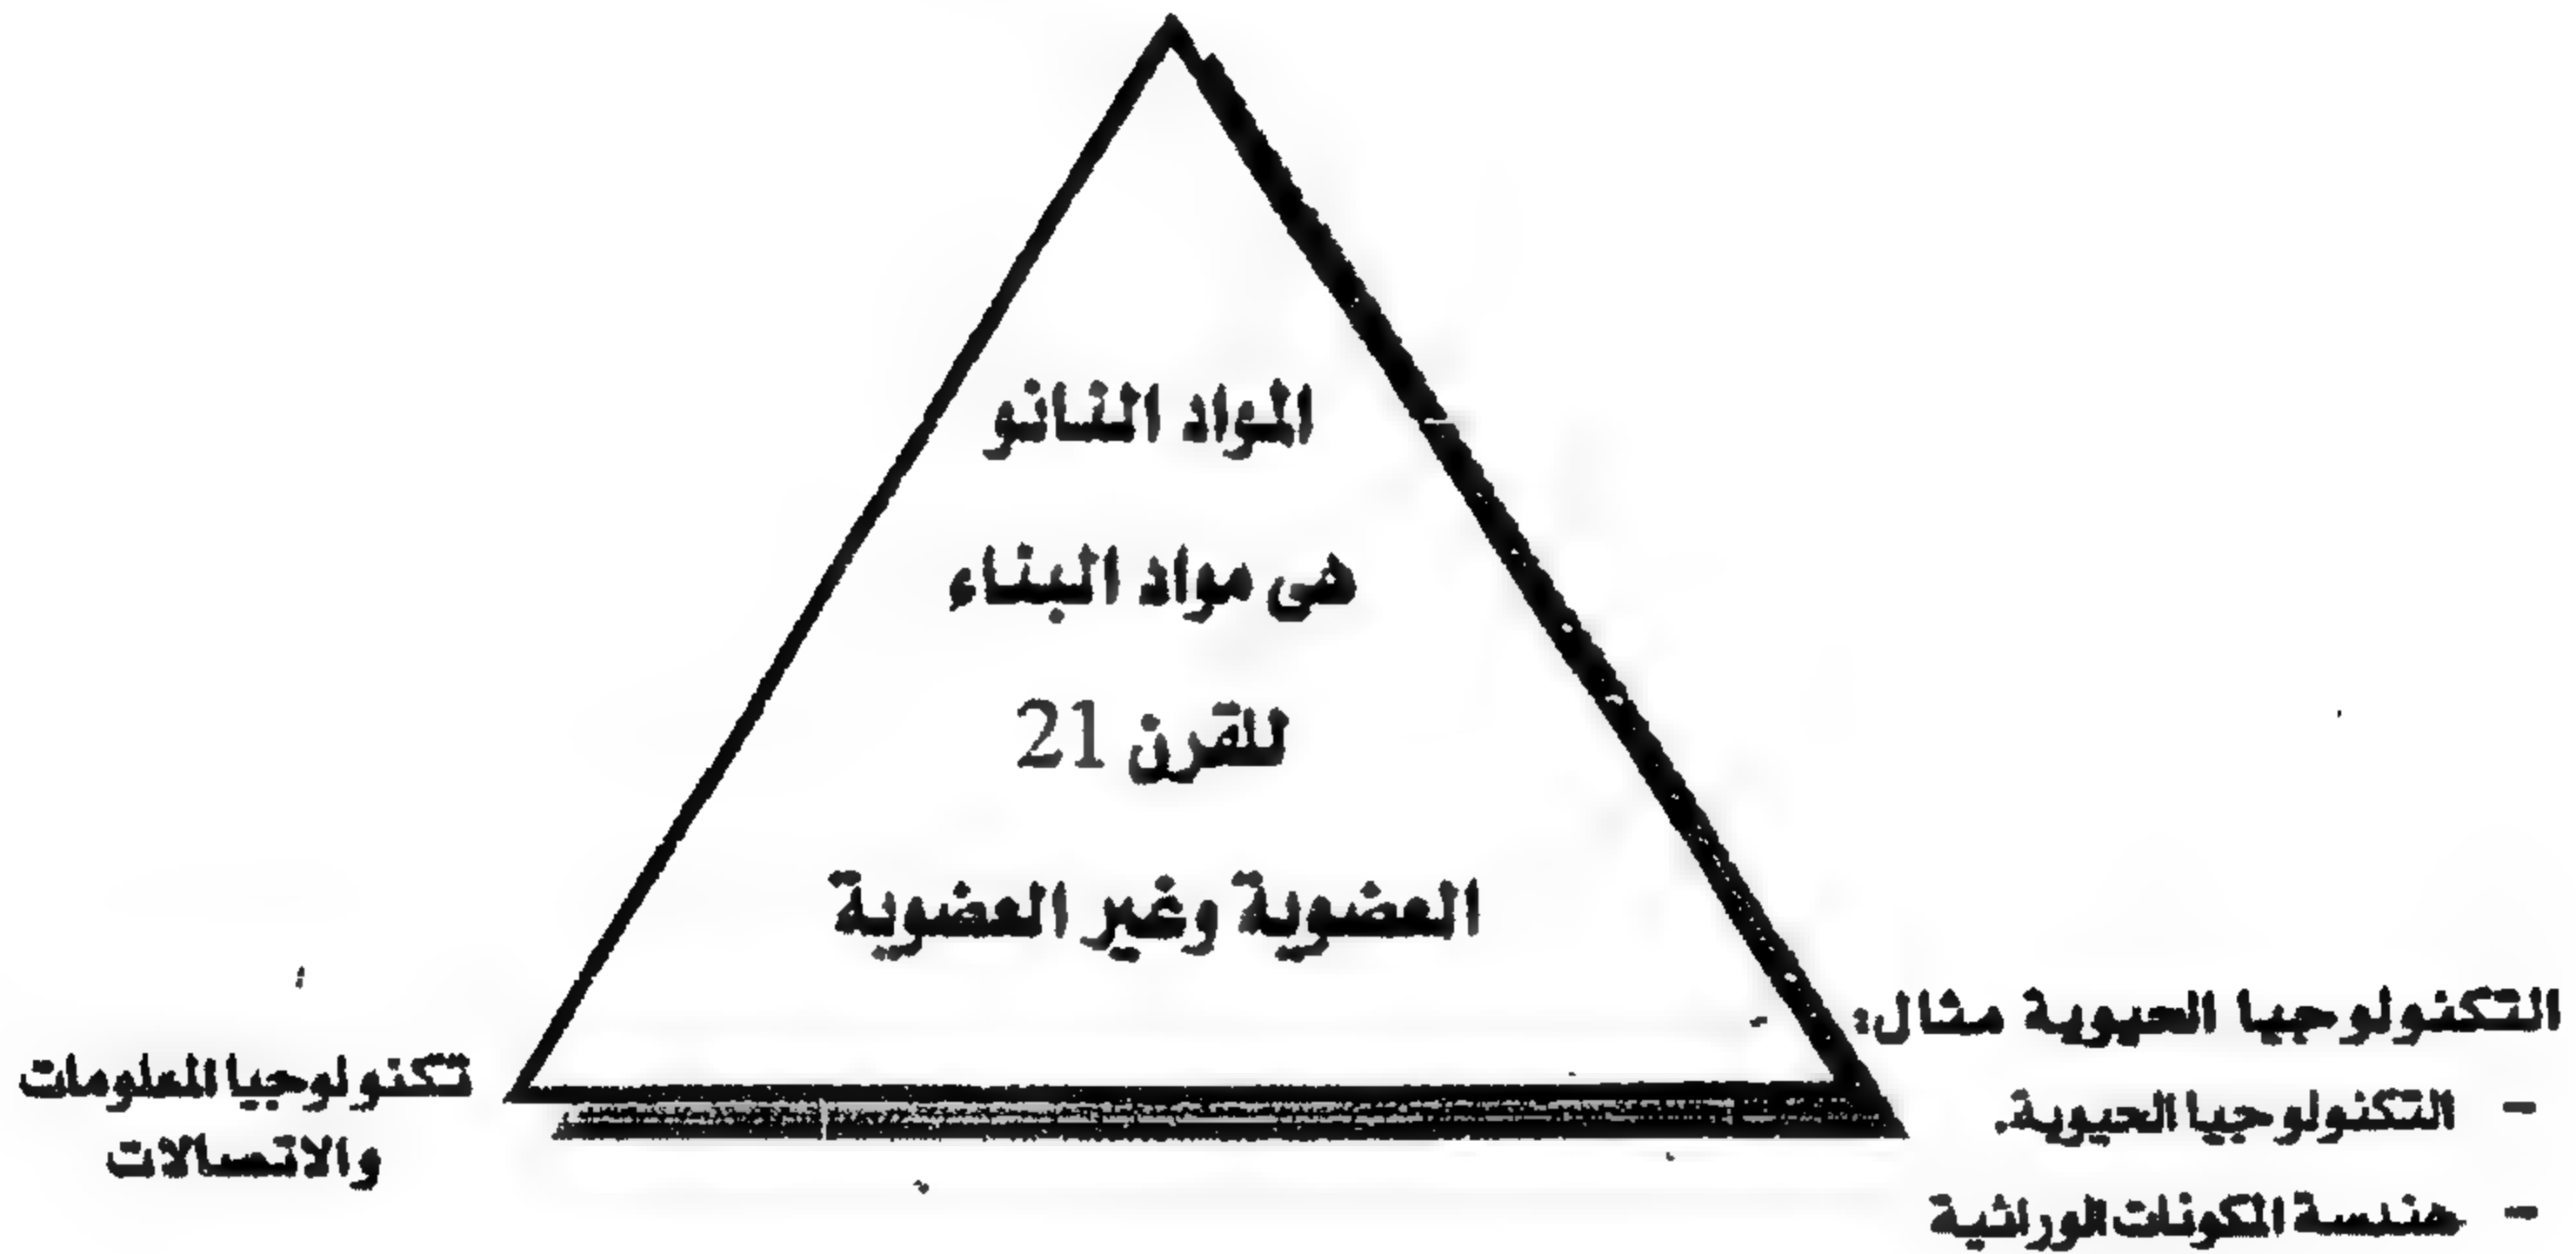 المواد النانو
هى مواد البناء
للقرن 21
العضوية وغير العضوية
التكنولوجيا الحيوية مثال:
- التكنولوجيا الحيوية.
- هندسة المكونات الوراثية
تكنولوجيا المعلومات
والاتصالات